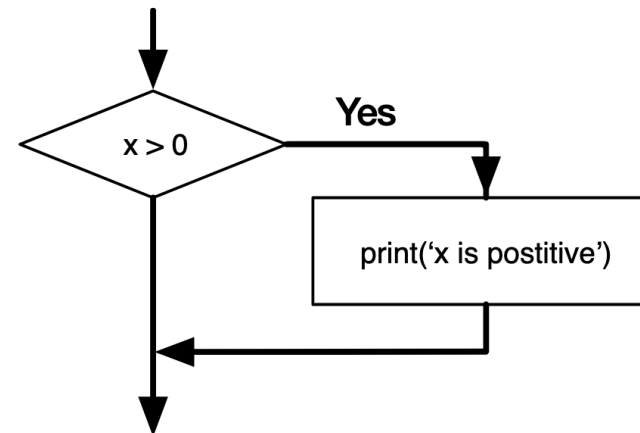 Yes
x > 0
print(‘x is postitive’)